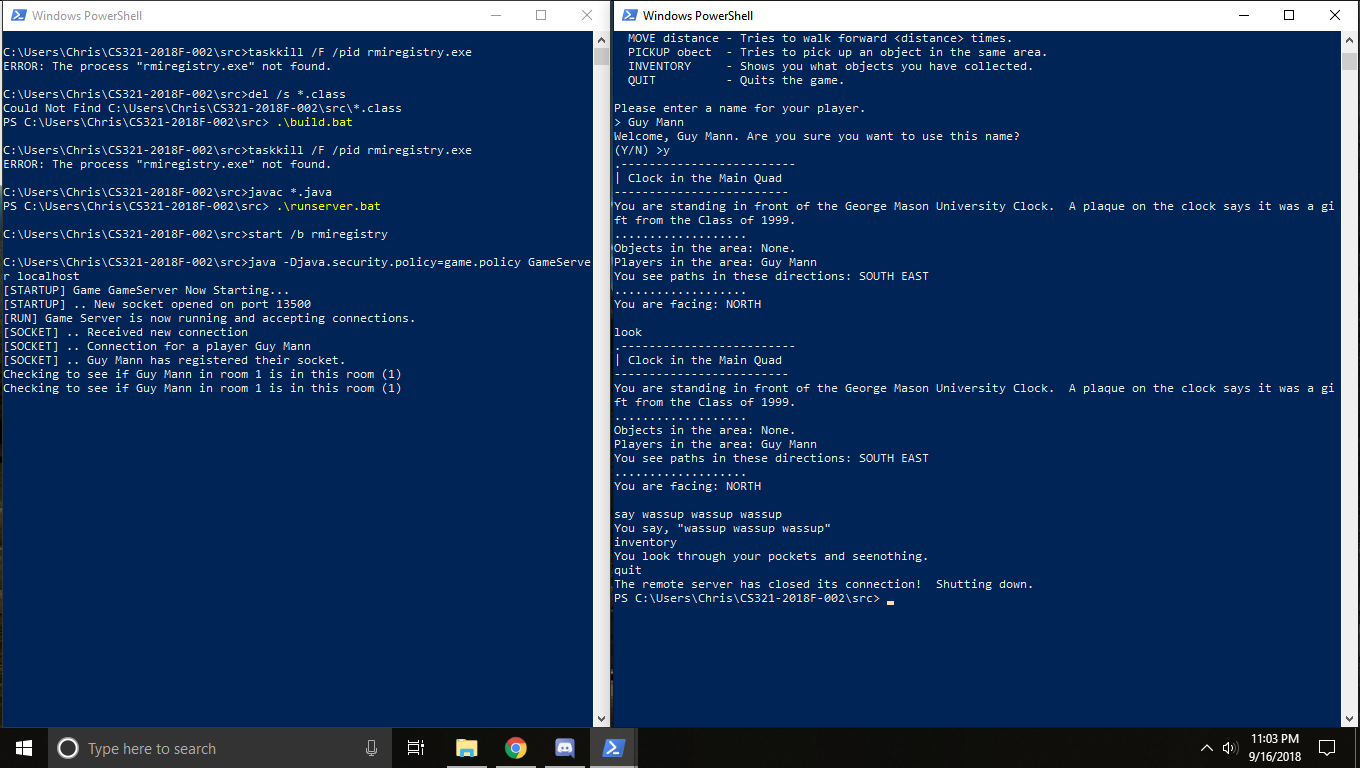 Windows PowerShell
C:\Users\Chris\CS321-2018F-002\src>taskkill /F /pid rmiregistry.exe
ERROR: The process "rmiregistry.exe" not found.
C:\Users\Chris\CS321-2018F-002\src>del /s *.class
Could Not Find C:\Users\Chris\CS321-2018F-002\src\*.class
PS C:\Users\Chris\CS321-2018F-002\src> .\build.bat
C:\Users\Chris\CS321-2018F-002\src>taskkill /F /pid rmiregistry.exe
ERROR: The process "rmiregistry.exe" not found.
C:\Users\Chris\CS321-2018F-002\src>javac *.java
PS C:\Users\Chris\CS321-2018F-002\src> .\runserver.bat
C:\Users\Chris\CS321-2018F-002\src>start /b rmiregistry
C:\Users\Chris\CS321-2018F-002\src>java -Djava.security.policy=game.policy GameServe
r localhost
[STARTUP] Game GameServer Now Starting...
[STARTUP] .. New socket opened on port 13500
[RUN] Game Server is now running and accepting connections.
[SOCKET] .. Received new connection
[SOCKET] .. Connection for a player Guy Mann
[SOCKET] .. Guy Mann has registered their socket.
Checking to see if Guy Mann in room 1 is in this room (1)
Checking to see if Guy Mann in room 1 is in this room (1)
Windows PowerShell
MOVE distance - Tries to walk forward <distance> times.
PICKUP obect  - Tries to pick up an object in the same area.
INVENTORY     - Shows you what objects you have collected.
QUIT          - Quits the game.
Please enter a name for your player.
> Guy Mann
Welcome, Guy Mann. Are you sure you want to use this name?
(Y/N) >y
.-------------------------
| Clock in the Main Quad
-------------------------
You are standing in front of the George Mason University Clock.  A plaque on the clock says it was a gi
ft from the Class of 1999.
...................
Objects in the area: None.
Players in the area: Guy Mann
You see paths in these directions: SOUTH EAST
...................
You are facing: NORTH
look
.-------------------------
| Clock in the Main Quad
-------------------------
You are standing in front of the George Mason University Clock.  A plaque on the clock says it was a gi
ft from the Class of 1999.
...................
Objects in the area: None.
Players in the area: Guy Mann
You see paths in these directions: SOUTH EAST
...................
You are facing: NORTH
say wassup wassup wassup
You say, "wassup wassup wassup"
inventory
You look through your pockets and seenothing.
quit
The remote server has closed its connection!  Shutting down.
PS C:\Users\Chris\CS321-2018F-002\src>
Type here to search
11:03 PM
9/16/2018